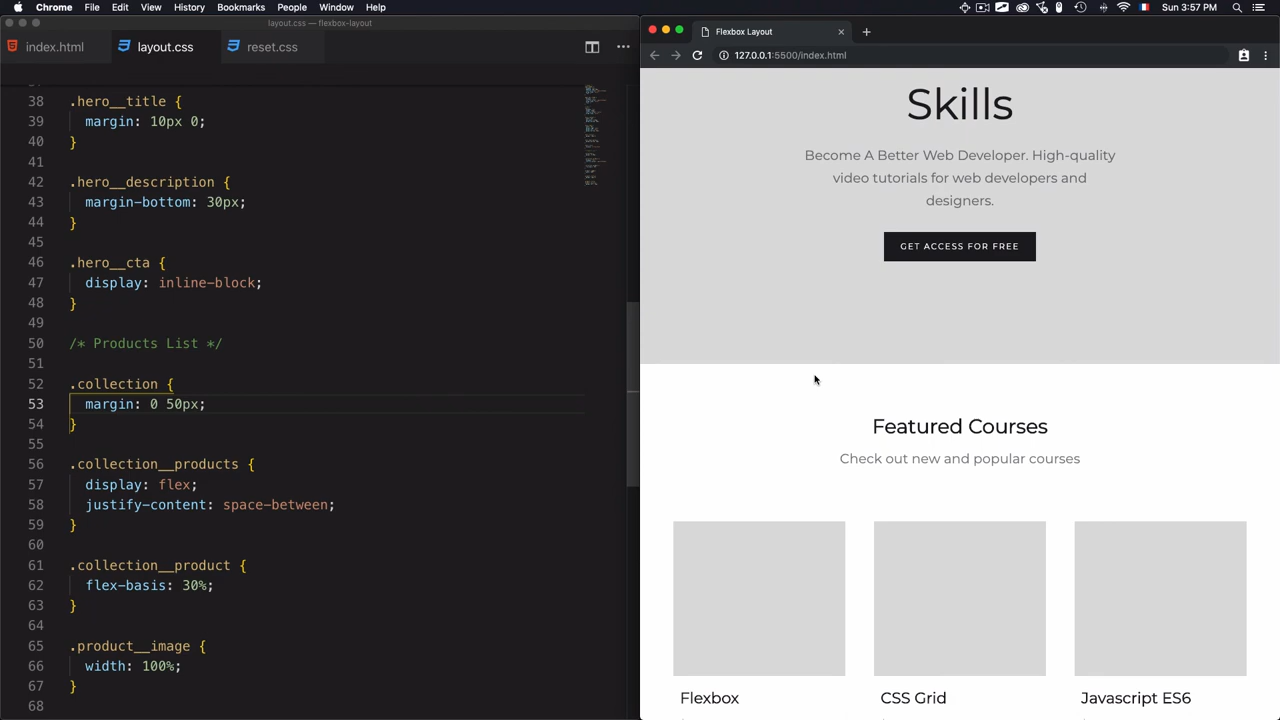 Chrome File Edit View History Bookmarks People Window Help
Sun 3:57 PM
layout.css — flexbox-layout
index.html layout.css reset.css
38 .hero__title {
39 margin: 10px 0;
40 }
41
42 .hero__description {
43 margin-bottom: 30px;
44 }
45
46 .hero__cta {
47 display: inline-block;
48 }
49
50 /* Products List */
51
52 .collection {
53 margin: 0 50px;
54 }
55
56 .collection__products {
57 display: flex;
58 justify-content: space-between;
59 }
60
61 .collection__product {
62 flex-basis: 30%;
63 }
64
65 .product__image {
66 width: 100%;
67 }
68
Flexbox Layout
127.0.0.1:5500/index.html
Skills
Become A Better Web Developer. High-quality
video tutorials for web developers and
designers.
GET ACCESS FOR FREE
Featured Courses
Check out new and popular courses
Flexbox
CSS Grid
Javascript ES6